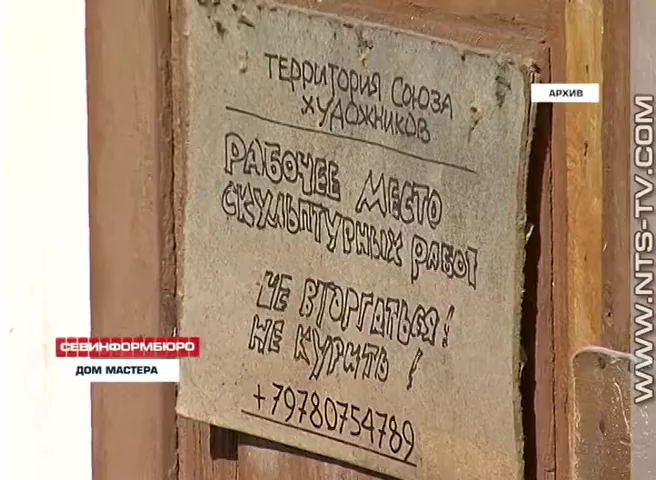 ТЕРРИТОРИЯ СОЮЗА
ХУДОЖНИКОВ
РАБОЧЕЕ МЕСТО
СКУЛЬПТУРНЫХ РАБОТ
НЕ ВТОРГАТЬСЯ!
НЕ КУРИТЬ!
+79780754789
АРХИВ
СЕВИНФОРМБЮРО
ДОМ МАСТЕРА
WWW.NTS-TV.COM